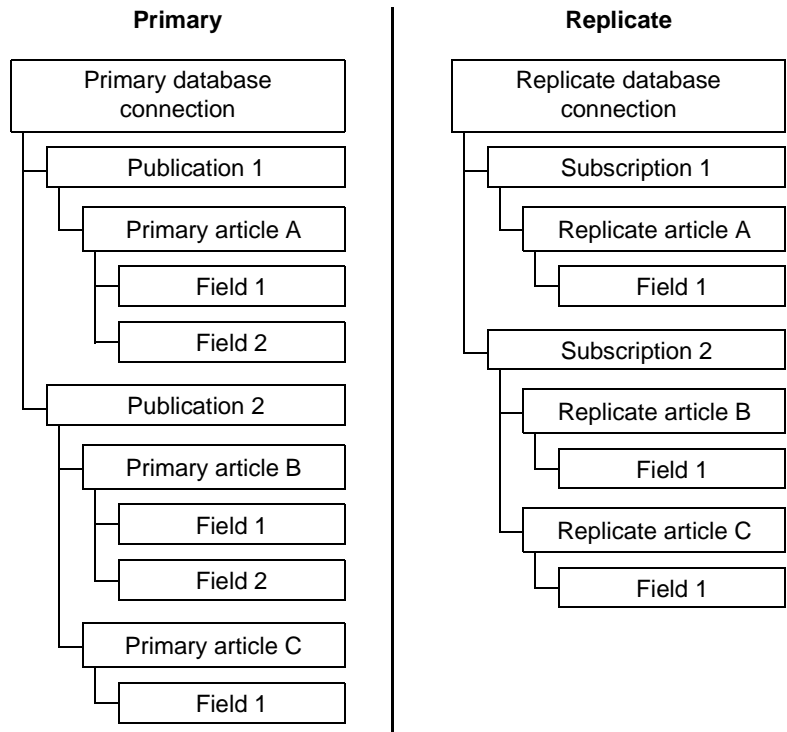 Primary
Primary database
connection
Publication 1
Primary article A
Field 1
Field 2
Publication 2
Primary article B
Field 1
Field 2
Primary article C
Field 1
Replicate
Replicate database
connection
Subscription 1
Replicate article A
Field 1
Subscription 2
Replicate article B
Field 1
Replicate article C
Field 1